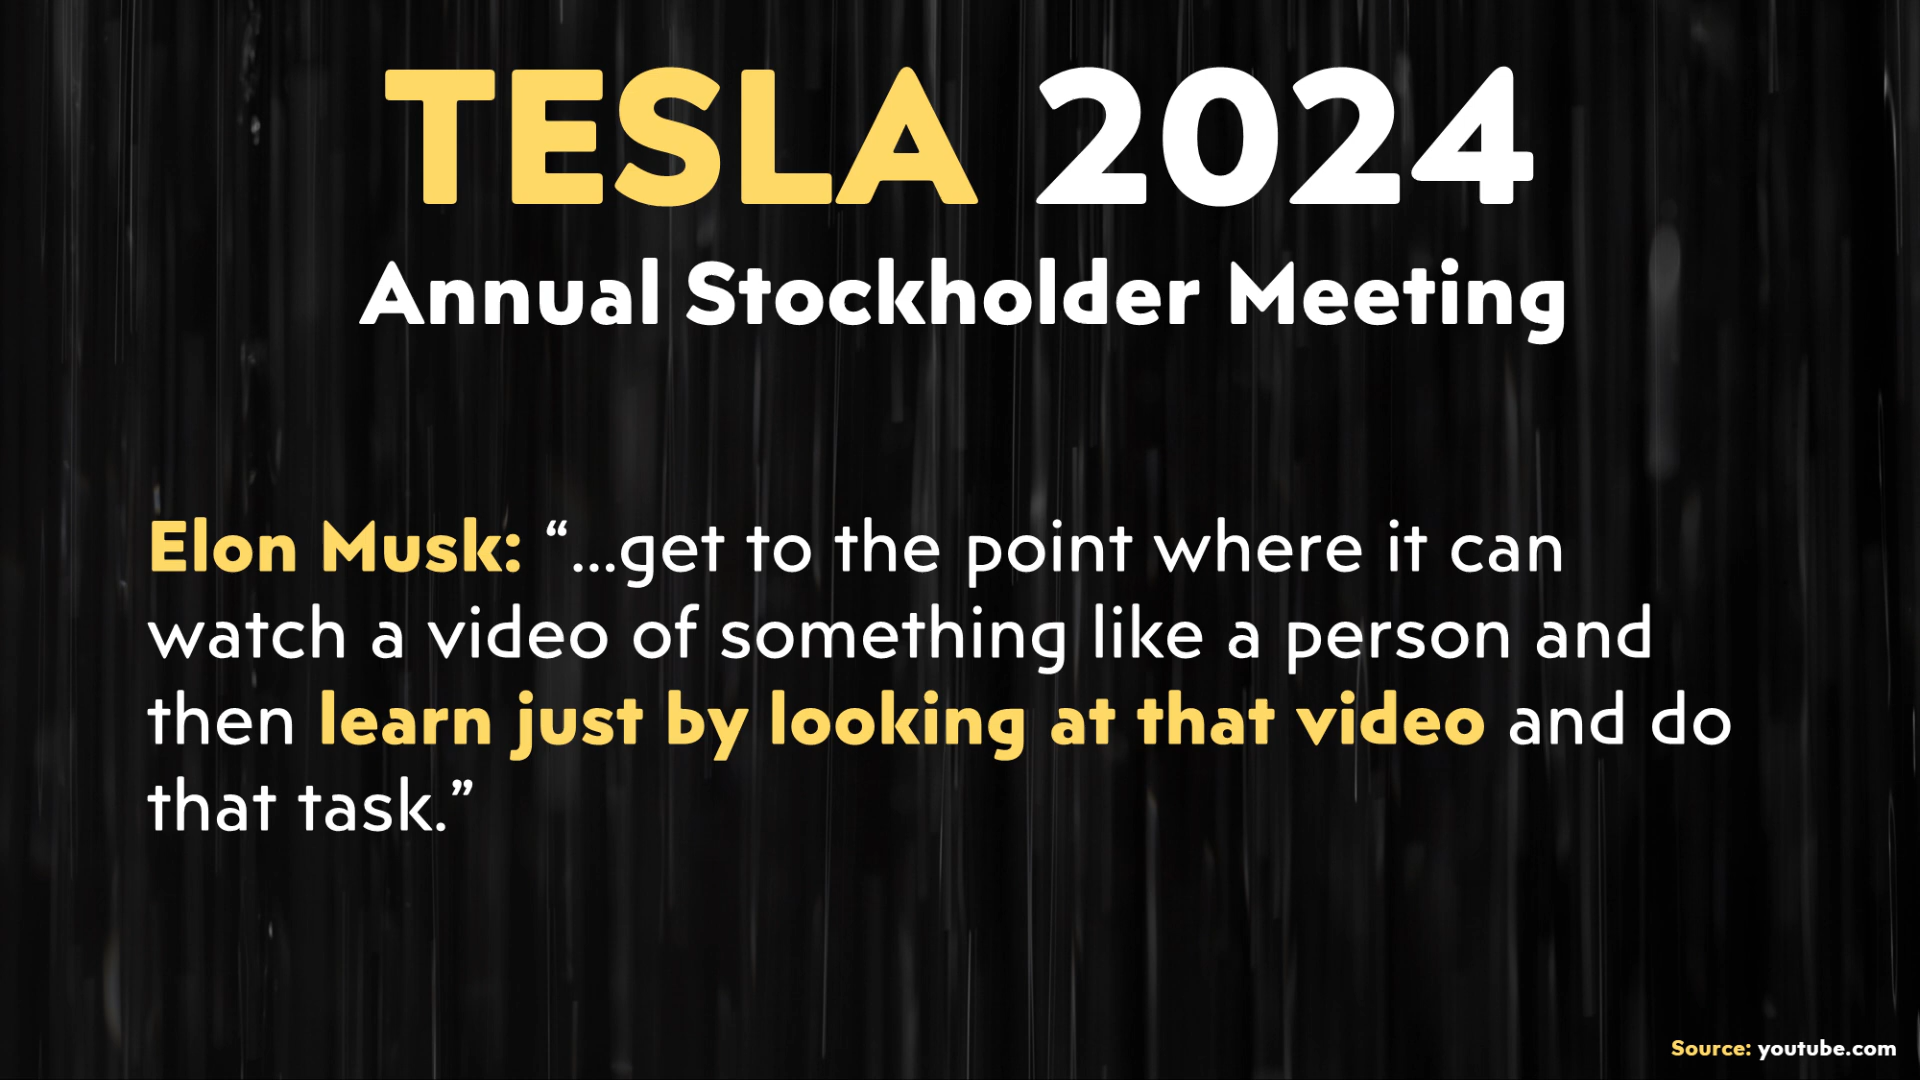 TESLA 2024
Annual Stockholder Meeting
Elon Musk: “...get to the point where it can
watch a video of something like a person and
then learn just by looking at that video and do
that task.”
Source: youtube.com